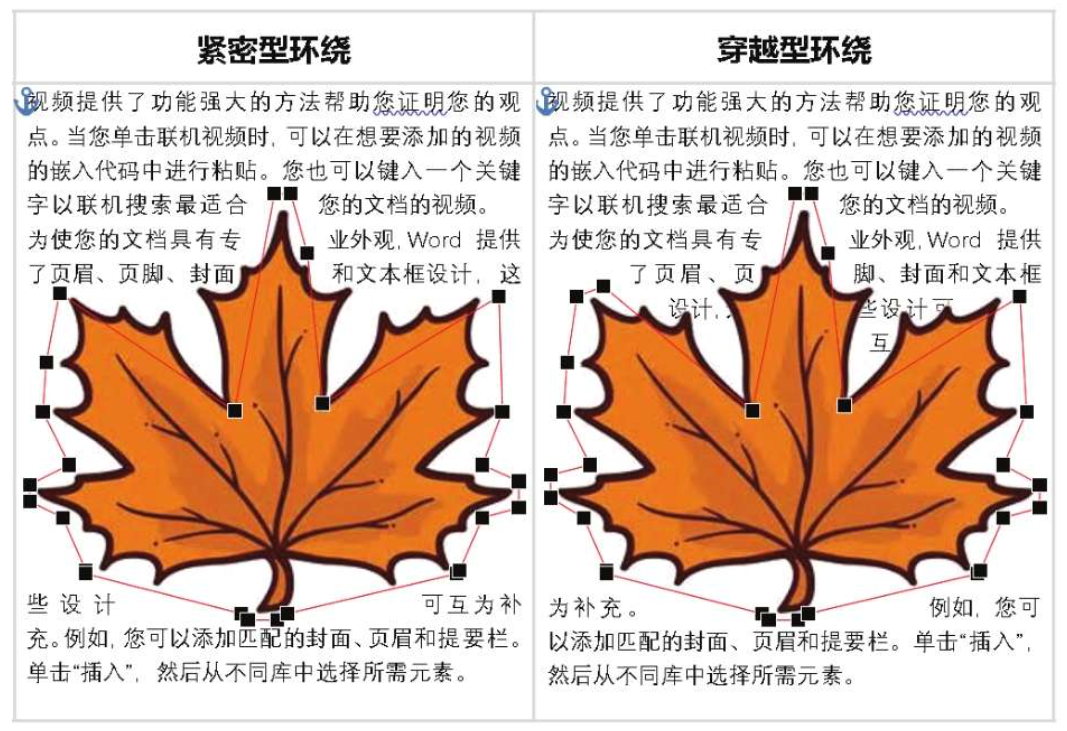 紧密型环绕
视频提供了功能强大的方法帮助您证明您的观
点。当您单击联机视频时, 可以在想要添加的视频
的嵌入代码中进行粘贴。您也可以键入一个关键
字以联机搜索最适合 您的文档的视频。
为使您的文档具有专 业外观, Word 提供
了页眉、页脚、封面 和文本框设计, 这
些设计 可互为补
充。例如, 您可以添加匹配的封面、页眉和提要栏。
单击“插入”, 然后从不同库中选择所需元素。
穿越型环绕
视频提供了功能强大的方法帮助您证明您的观
点。当您单击联机视频时, 可以在想要添加的视频
的嵌入代码中进行粘贴。您也可以键入一个关键
字以联机搜索最适合 您的文档的视频。
为使您的文档具有专 业外观, Word 提供
了页眉、页 脚、封面和文本框
设计, 些设计可
互
为补充。 例如, 您可
以添加匹配的封面、页眉和提要栏。单击“插入”,
然后从不同库中选择所需元素。